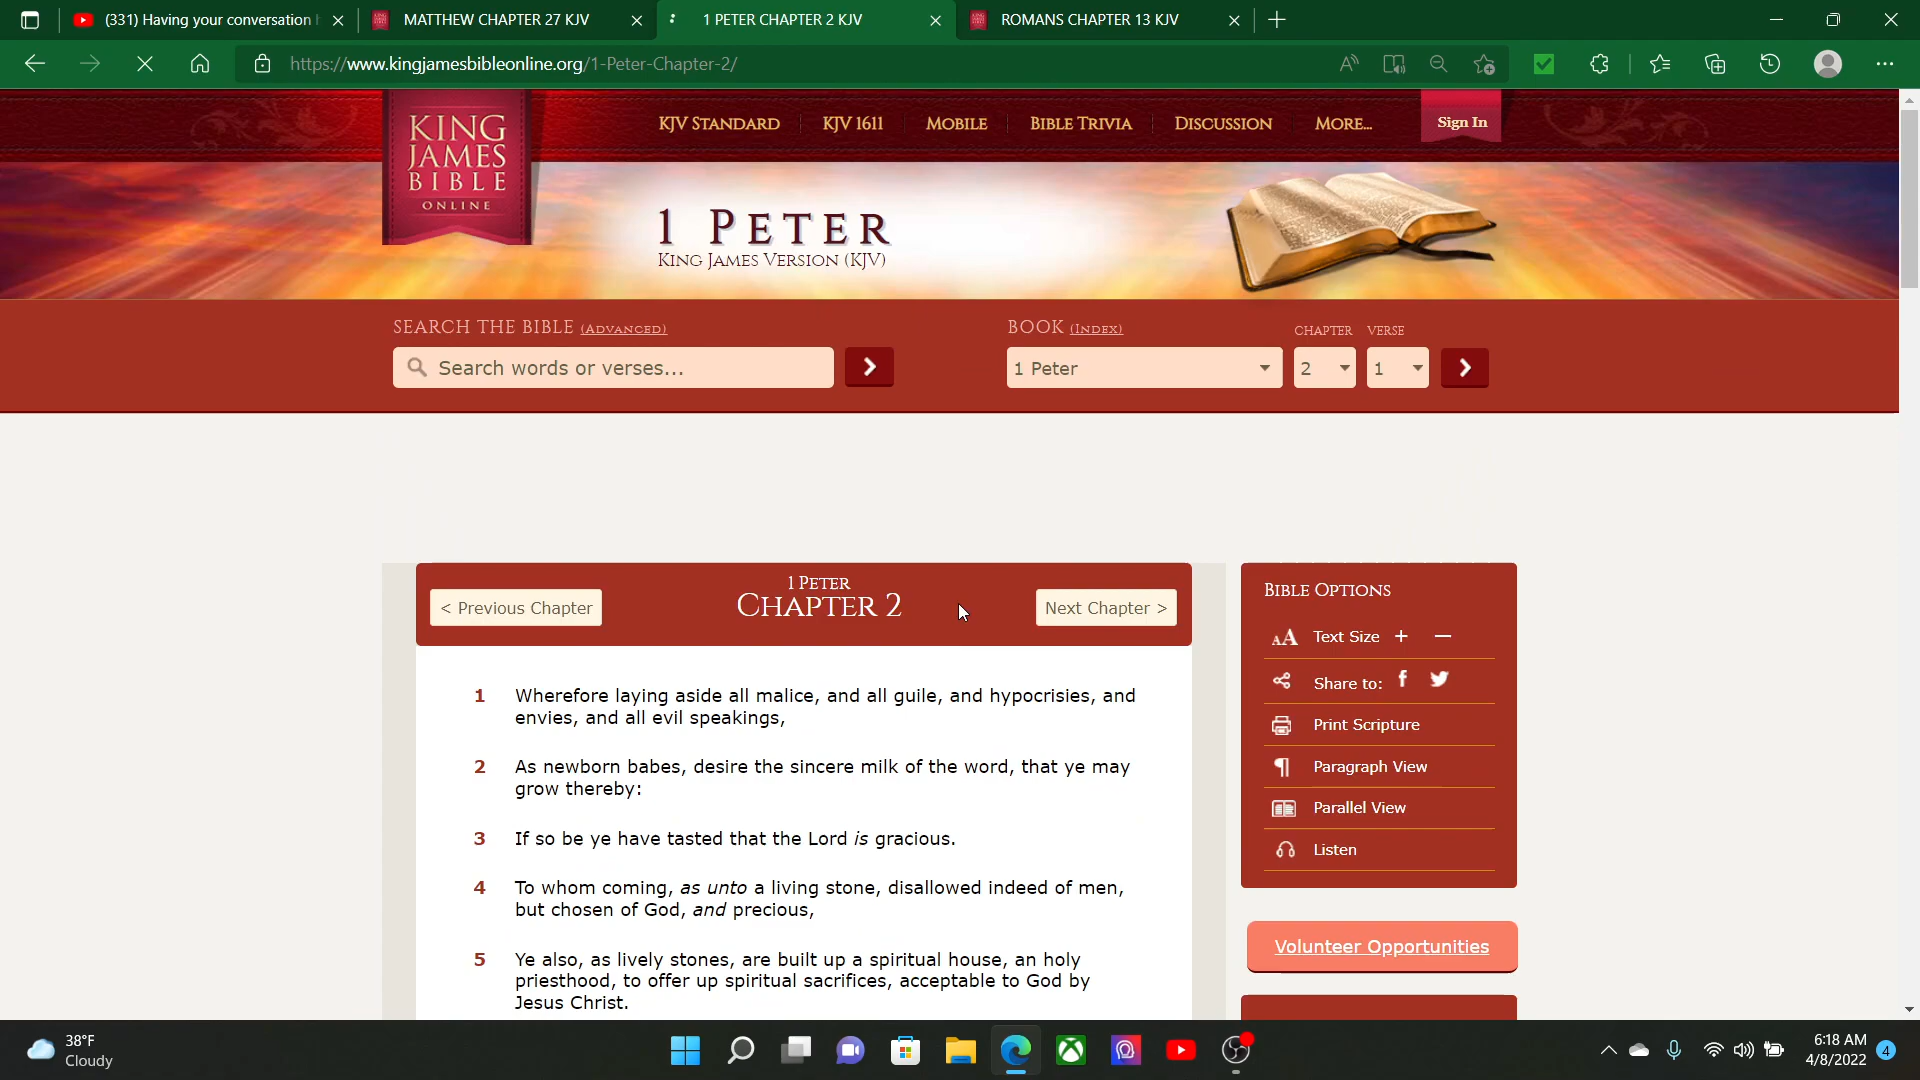 (331) Having your conversation
MATTHEW CHAPTER 27 KJV
1 PETER CHAPTER 2 KJV
ROMANS CHAPTER 13 KJV
https://www.kingjamesbibleonline.org/1-Peter-Chapter-2/
KING
JAMES
BIBLE
ONLINE
KJV STANDARD
KJV 1611
MOBILE
BIBLE TRIVIA
DISCUSSION
MORE...
Sign In
1 PETER
KING JAMES VERSION (KJV)
SEARCH THE BIBLE (ADVANCED)
Search words or verses...
BOOK (INDEX)
CHAPTER
VERSE
1 Peter
2
1
< Previous Chapter
1 PETER
CHAPTER 2
Next Chapter >
1 Wherefore laying aside all malice, and all guile, and hypocrisies, and
envies, and all evil speakings,
2 As newborn babes, desire the sincere milk of the word, that ye may
grow thereby:
3 If so be ye have tasted that the Lord is gracious.
4 To whom coming, as unto a living stone, disallowed indeed of men,
but chosen of God, and precious,
5 Ye also, as lively stones, are built up a spiritual house, an holy
priesthood, to offer up spiritual sacrifices, acceptable to God by
Jesus Christ.
BIBLE OPTIONS
AA Text Size + −
Share to:
Print Scripture
Paragraph View
Parallel View
Listen
Volunteer Opportunities
38°F
Cloudy
6:18 AM
4/8/2022
4